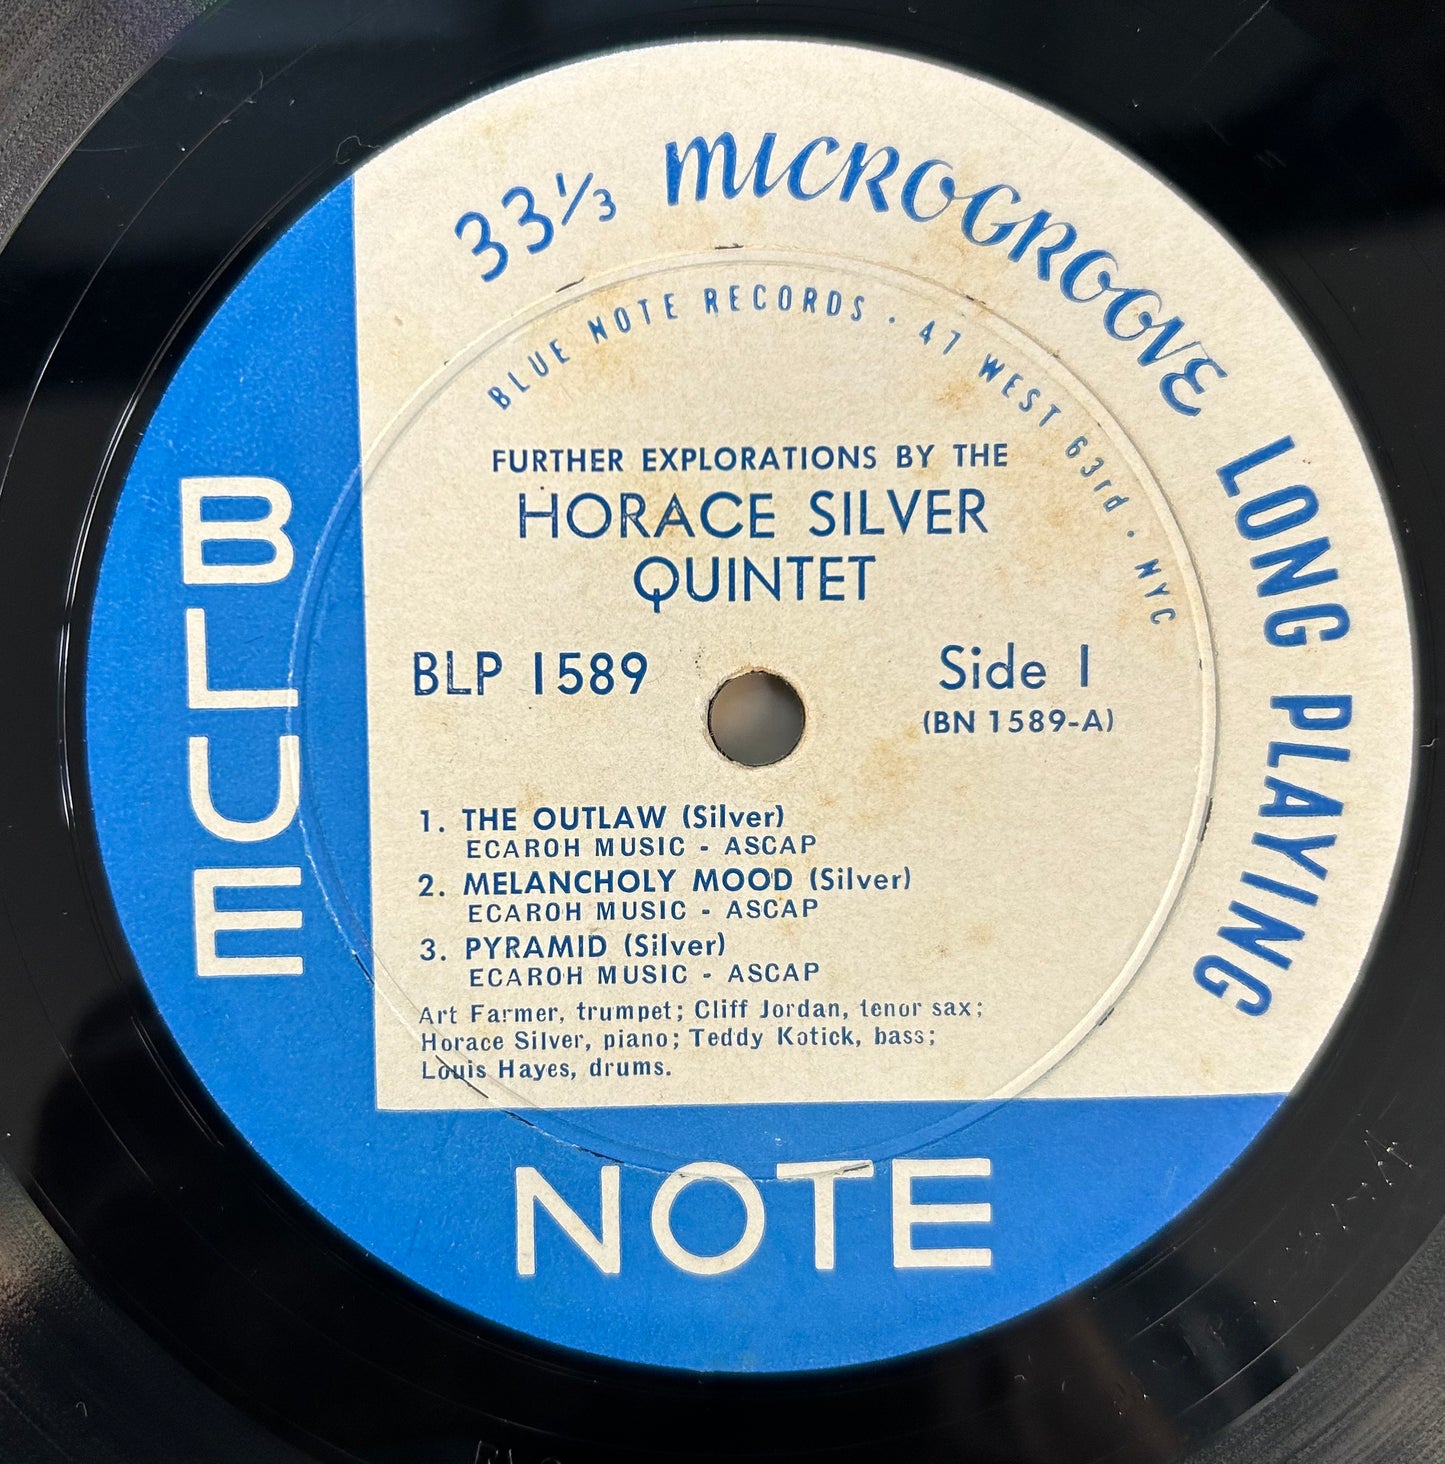 33⅓ MICROGROOVE LONG PLAYING
BLUE NOTE RECORDS · 47 WEST 63rd · NYC
FURTHER EXPLORATIONS BY THE
HORACE SILVER
QUINTET
BLP 1589
Side 1
(BN 1589-A)
1. THE OUTLAW (Silver)
ECAROH MUSIC - ASCAP
2. MELANCHOLY MOOD (Silver)
ECAROH MUSIC - ASCAP
3. PYRAMID (Silver)
ECAROH MUSIC - ASCAP
Art Farmer, trumpet; Cliff Jordan, tenor sax;
Horace Silver, piano; Teddy Kotick, bass;
Louis Hayes, drums.
BLUE
NOTE